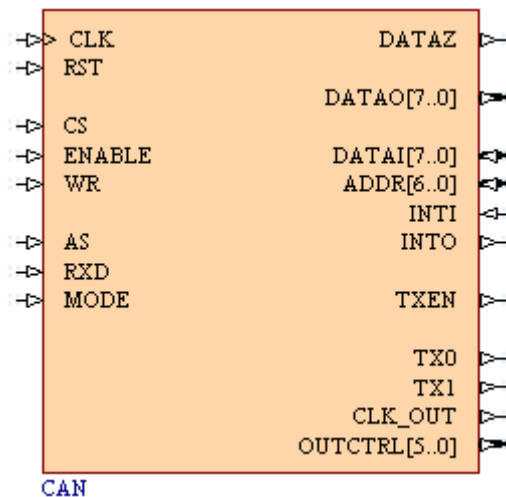 CLK
DATAZ
RST
DATAO[7..0]
CS
ENABLE
DATAI[7..0]
WR
ADDR[6..0]
INTI
AS
INTO
RXD
MODE
TXEN
TX0
TX1
CLK_OUT
OUTCTRL[5..0]
CAN